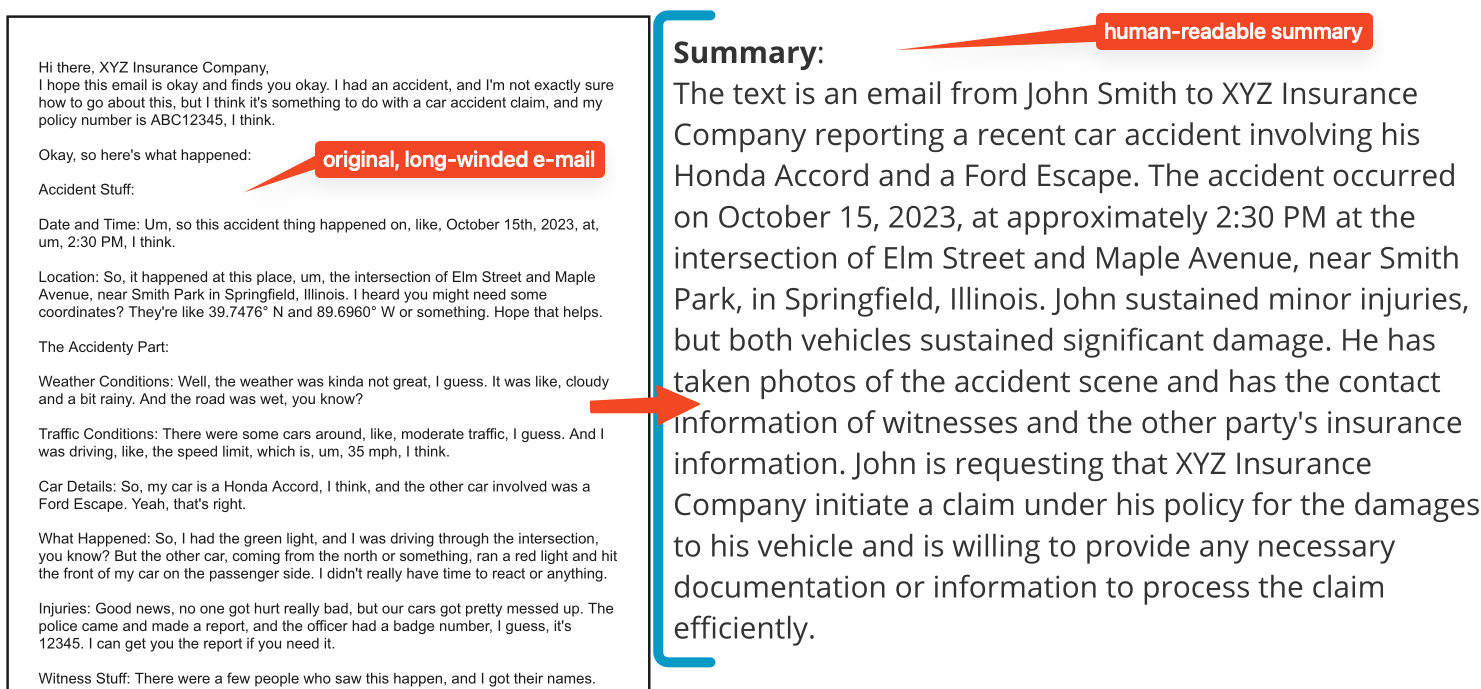 Hi there, XYZ Insurance Company,
I hope this email is okay and finds you okay. I had an accident, and I'm not exactly sure
how to go about this, but I think it's something to do with a car accident claim, and my
policy number is ABC12345, I think.
Okay, so here's what happened:
original, long-winded e-mail
Accident Stuff:
Date and Time: Um, so this accident thing happened on, like, October 15th, 2023, at,
um, 2:30 PM, I think.
Location: So, it happened at this place, um, the intersection of Elm Street and Maple
Avenue, near Smith Park in Springfield, Illinois. I heard you might need some
coordinates? They're like 39.7476° N and 89.6960° W or something. Hope that helps.
The Accidenty Part:
Weather Conditions: Well, the weather was kinda not great, I guess. It was like, cloudy
and a bit rainy. And the road was wet, you know?
Traffic Conditions: There were some cars around, like, moderate traffic, I guess. And I
was driving, like, the speed limit, which is, um, 35 mph, I think.
Car Details: So, my car is a Honda Accord, I think, and the other car involved was a
Ford Escape. Yeah, that's right.
What Happened: So, I had the green light, and I was driving through the intersection,
you know? But the other car, coming from the north or something, ran a red light and hit
the front of my car on the passenger side. I didn't really have time to react or anything.
Injuries: Good news, no one got hurt really bad, but our cars got pretty messed up. The
police came and made a report, and the officer had a badge number, I guess, it's
12345. I can get you the report if you need it.
Witness Stuff: There were a few people who saw this happen, and I got their names.
human-readable summary
Summary:
The text is an email from John Smith to XYZ Insurance
Company reporting a recent car accident involving his
Honda Accord and a Ford Escape. The accident occurred
on October 15, 2023, at approximately 2:30 PM at the
intersection of Elm Street and Maple Avenue, near Smith
Park, in Springfield, Illinois. John sustained minor injuries,
but both vehicles sustained significant damage. He has
taken photos of the accident scene and has the contact
information of witnesses and the other party's insurance
information. John is requesting that XYZ Insurance
Company initiate a claim under his policy for the damages
to his vehicle and is willing to provide any necessary
documentation or information to process the claim
efficiently.